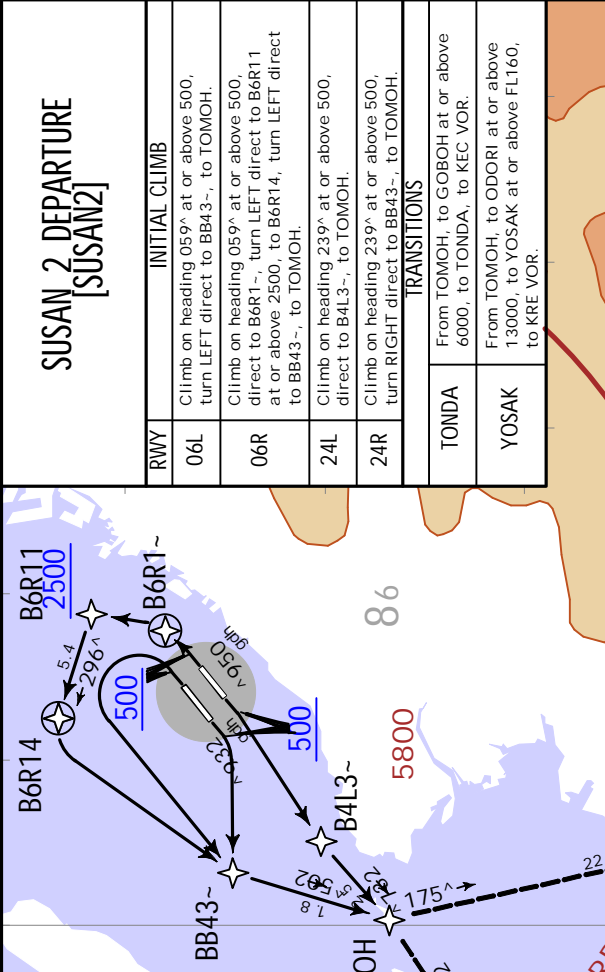 SUSAN 2 DEPARTURE
[SUSAN2]
RWY INITIAL CLIMB
06L Climb on heading 059^ at or above 500,
turn LEFT direct to BB43~, to TOMOH.
06R Climb on heading 059^ at or above 500,
direct to B6R1~, turn LEFT direct to B6R11
at or above 2500, to B6R14, turn LEFT direct
to BB43~, to TOMOH.
24L Climb on heading 239^ at or above 500,
direct to B4L3~, to TOMOH.
24R Climb on heading 239^ at or above 500,
turn RIGHT direct to BB43~, to TOMOH.
TRANSITIONS
TONDA From TOMOH, to GOBOH at or above
6000, to TONDA, to KEC VOR.
YOSAK From TOMOH, to ODORI at or above
13000, to YOSAK at or above FL160,
to KRE VOR.
B6R11
2500
B6R1~
5.4
296^
B6R14
500
^950
gdh
^932
gdh
500
86
5800
B4L3~
BB43~
1.8
OH
175^
22